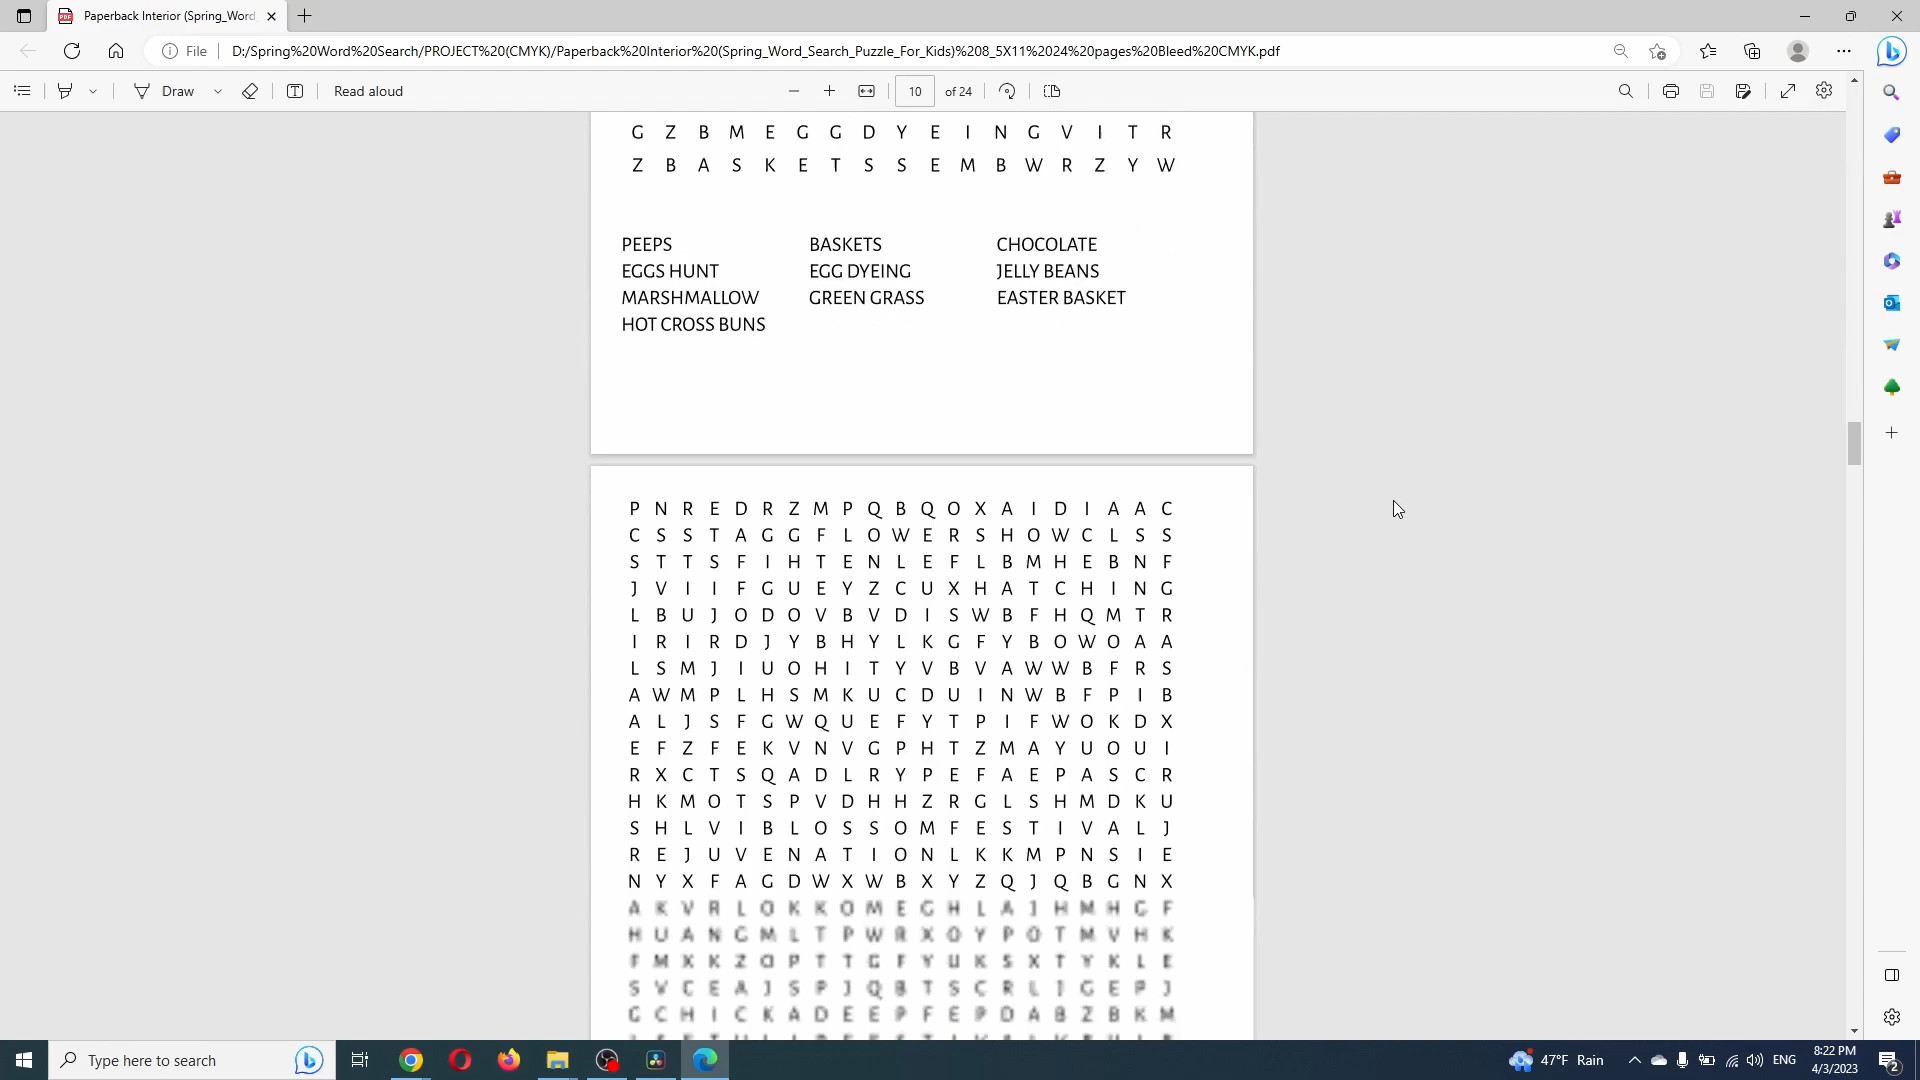 Paperback Interior (Spring_Word
File
D:/Spring%20Word%20Search/PROJECT%20(CMYK)/Paperback%20Interior%20(Spring_Word_Search_Puzzle_For_Kids)%208_5X11%2024%20pages%20Bleed%20CMYK.pdf
Draw
Read aloud
10 of 24
G Z B M E G G D Y E I N G V I T R
Z B A S K E T S S E M B W R Z Y W
PEEPS BASKETS CHOCOLATE
EGGS HUNT EGG DYEING JELLY BEANS
MARSHMALLOW GREEN GRASS EASTER BASKET
HOT CROSS BUNS
P N R E D R Z M P Q B Q O X A I D I A A C
C S S T A G G F L O W E R S H O W C L S S
S T T S F I H T E N L E F L B M H E B N F
J V I I F G U E Y Z C U X H A T C H I N G
L B U J O D O V B V D I S W B F H Q M T R
I R I R D J Y B H Y L K G F Y B O W O A A
L S M J I U O H I T Y V B V A W W B F R S
A W M P L H S M K U C D U I N W B F P I B
A L J S F G W Q U E F Y T P I F W O K D X
E F Z F E K V N V G P H T Z M A Y U O U I
R X C T S Q A D L R Y P E F A E P A S C R
H K M O T S P V D H H Z R G L S H M D K U
S H L V I B L O S S O M F E S T I V A L J
R E J U V E N A T I O N L K K M P N S I E
N Y X F A G D W X W B X Y Z Q J Q B G N X
A K V R L O K K O M E G H L A J H M H G F
H U A N G M L T P W R X O Y P O T M V H K
F M X K Z O P T T G F Y U K S X T Y K L E
S V C E A J S P J Q B T S C R L I G E P J
G C H I C K A D E E P F E P D A B Z B K M
Type here to search
47°F Rain
ENG
8:22 PM
4/3/2023
2